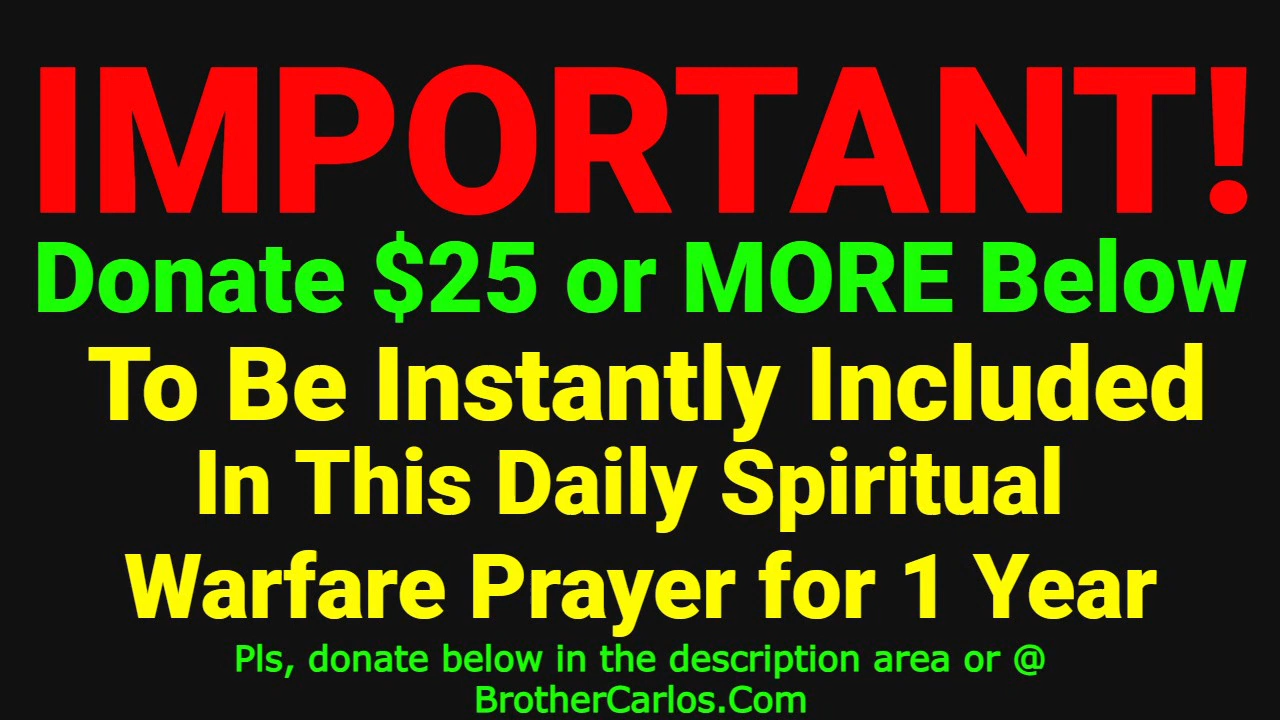 IMPORTANT!
Donate $25 or MORE Below
To Be Instantly Included
In This Daily Spiritual
Warfare Prayer for 1 Year
Pls, donate below in the description area or @
BrotherCarlos.Com